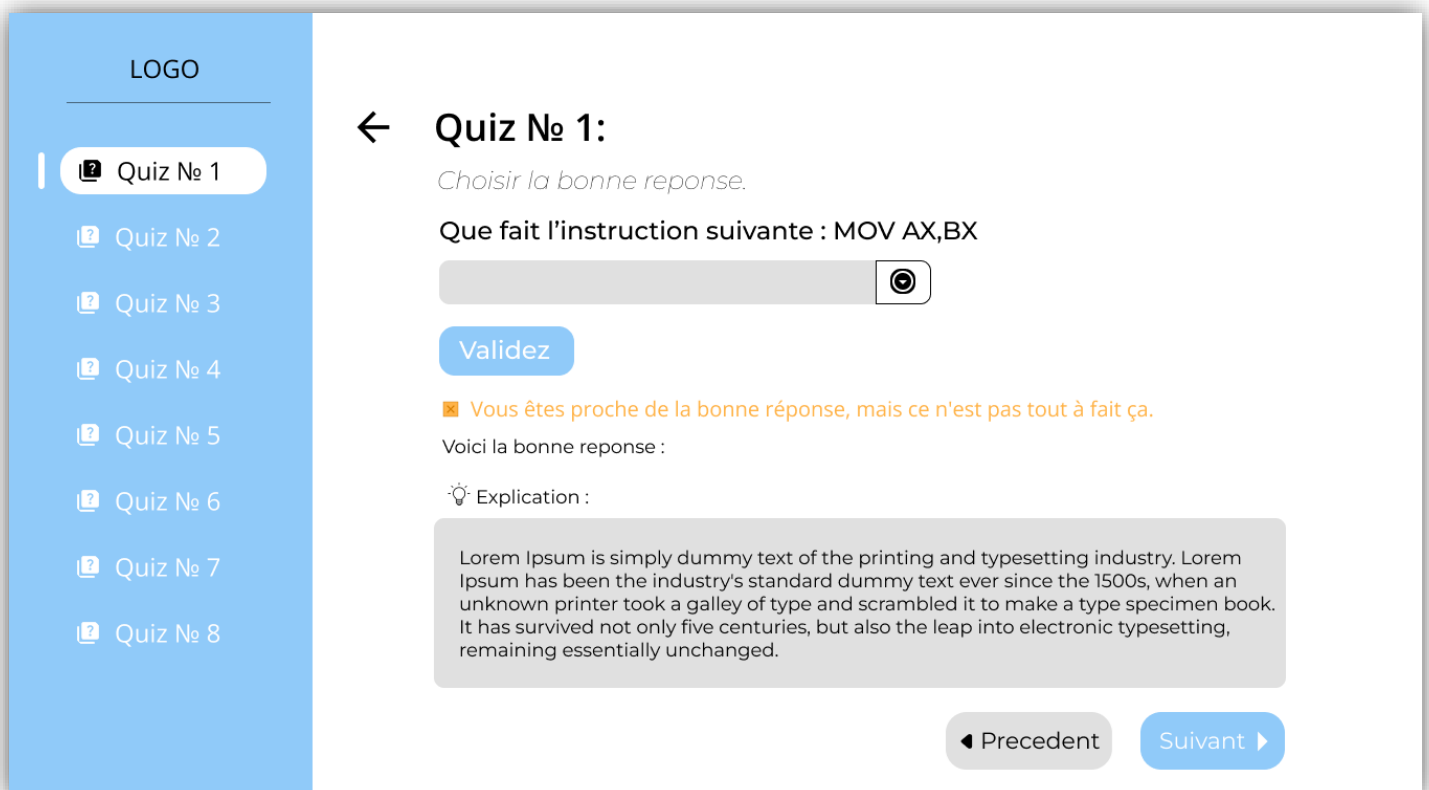 LOGO
Quiz № 1
Quiz № 2
Quiz № 3
Quiz № 4
Quiz № 5
Quiz № 6
Quiz № 7
Quiz № 8
Quiz № 1:
Choisir la bonne reponse.
Que fait l’instruction suivante : MOV AX,BX
Validez
Vous êtes proche de la bonne réponse, mais ce n'est pas tout à fait ça.
Voici la bonne reponse :
Explication :
Lorem Ipsum is simply dummy text of the printing and typesetting industry. Lorem
Ipsum has been the industry's standard dummy text ever since the 1500s, when an
unknown printer took a galley of type and scrambled it to make a type specimen book.
It has survived not only five centuries, but also the leap into electronic typesetting,
remaining essentially unchanged.
Precedent
Suivant